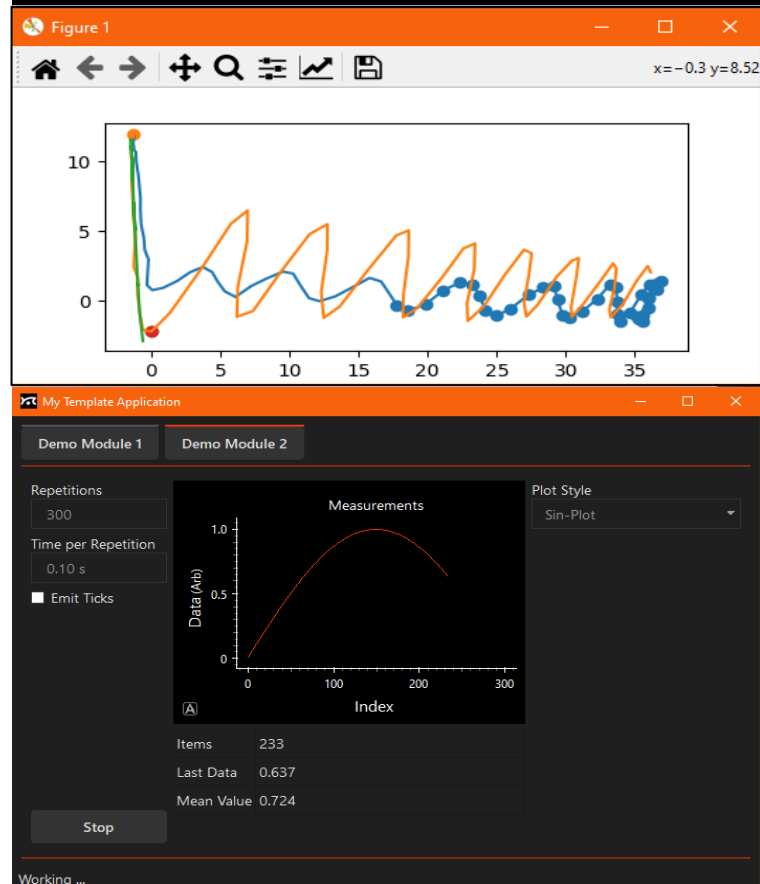 Figure 1
x=−0.3 y=8.52
10
5
0
0 5 10 15 20 25 30 35
My Template Application
Demo Module 1 Demo Module 2
Repetitions
300
Time per Repetition
0.10 s
Emit Ticks
Measurements
1.0
0.5
0
Data (Arb)
0 100 200 300
Index
A
Items 233
Last Data 0.637
Mean Value 0.724
Plot Style
Sin-Plot
Stop
Working ...